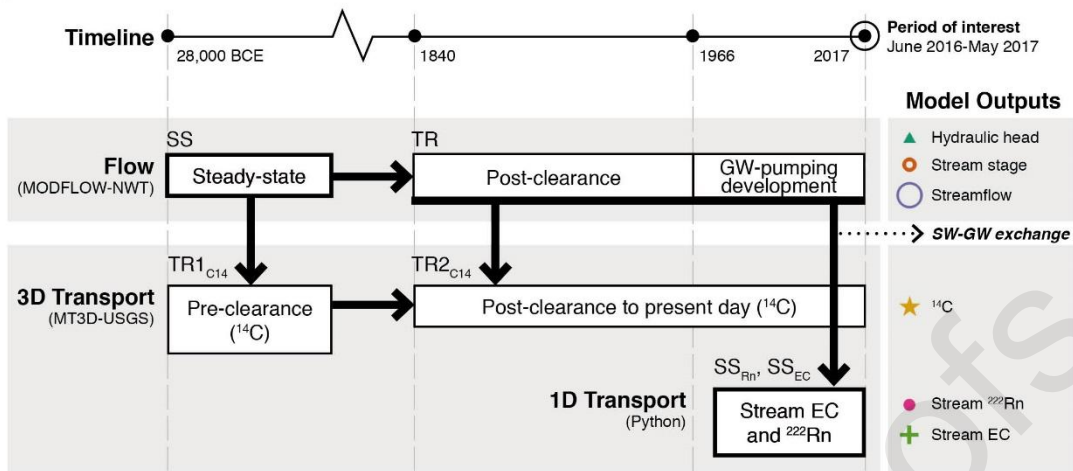 Timeline
28,000 BCE
1840
1966
2017
Period of interest
June 2016-May 2017
Model Outputs
SS
TR
Flow
(MODFLOW-NWT)
Steady-state
Post-clearance
GW-pumping
development
Hydraulic head
Stream stage
Streamflow
SW-GW exchange
TR1C14
TR2C14
3D Transport
(MT3D-USGS)
Pre-clearance
(¹⁴C)
Post-clearance to present day (¹⁴C)
¹⁴C
SSRn, SSEC
1D Transport
(Python)
Stream EC
and ²²²Rn
Stream ²²²Rn
Stream EC
ofs